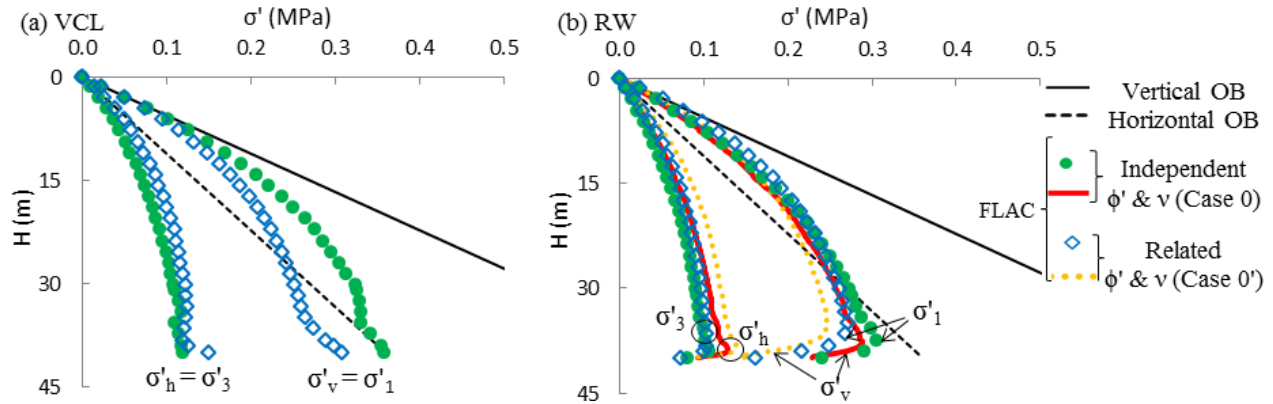 (a) VCL
σ' (MPa)
0.0 0.1 0.2 0.3 0.4 0.5
0
15
30
45
H (m)
σ'h = σ'3
σ'v = σ'1
(b) RW
σ' (MPa)
0.0 0.1 0.2 0.3 0.4 0.5
0
15
30
45
H (m)
σ'3
σ'h
σ'1
σ'v
Vertical OB
Horizontal OB
FLAC
Independent
ϕ' & ν (Case 0)
Related
ϕ' & ν (Case 0')